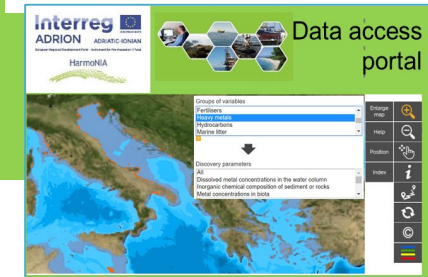 Interreg
ADRION ADRIATIC-IONIAN
European Regional Development Fund - Instrument for Pre-Accession II Fund
HarmoNIA
Data access
portal
Groups of variables
Fertilisers
Heavy metals
Hydrocarbons
Marine litter
Discovery parameters
All
Dissolved metal concentrations in the water column
Inorganic chemical composition of sediment or rocks
Metal concentrations in biota
Enlarge
map
Help
Position
Index
i
©